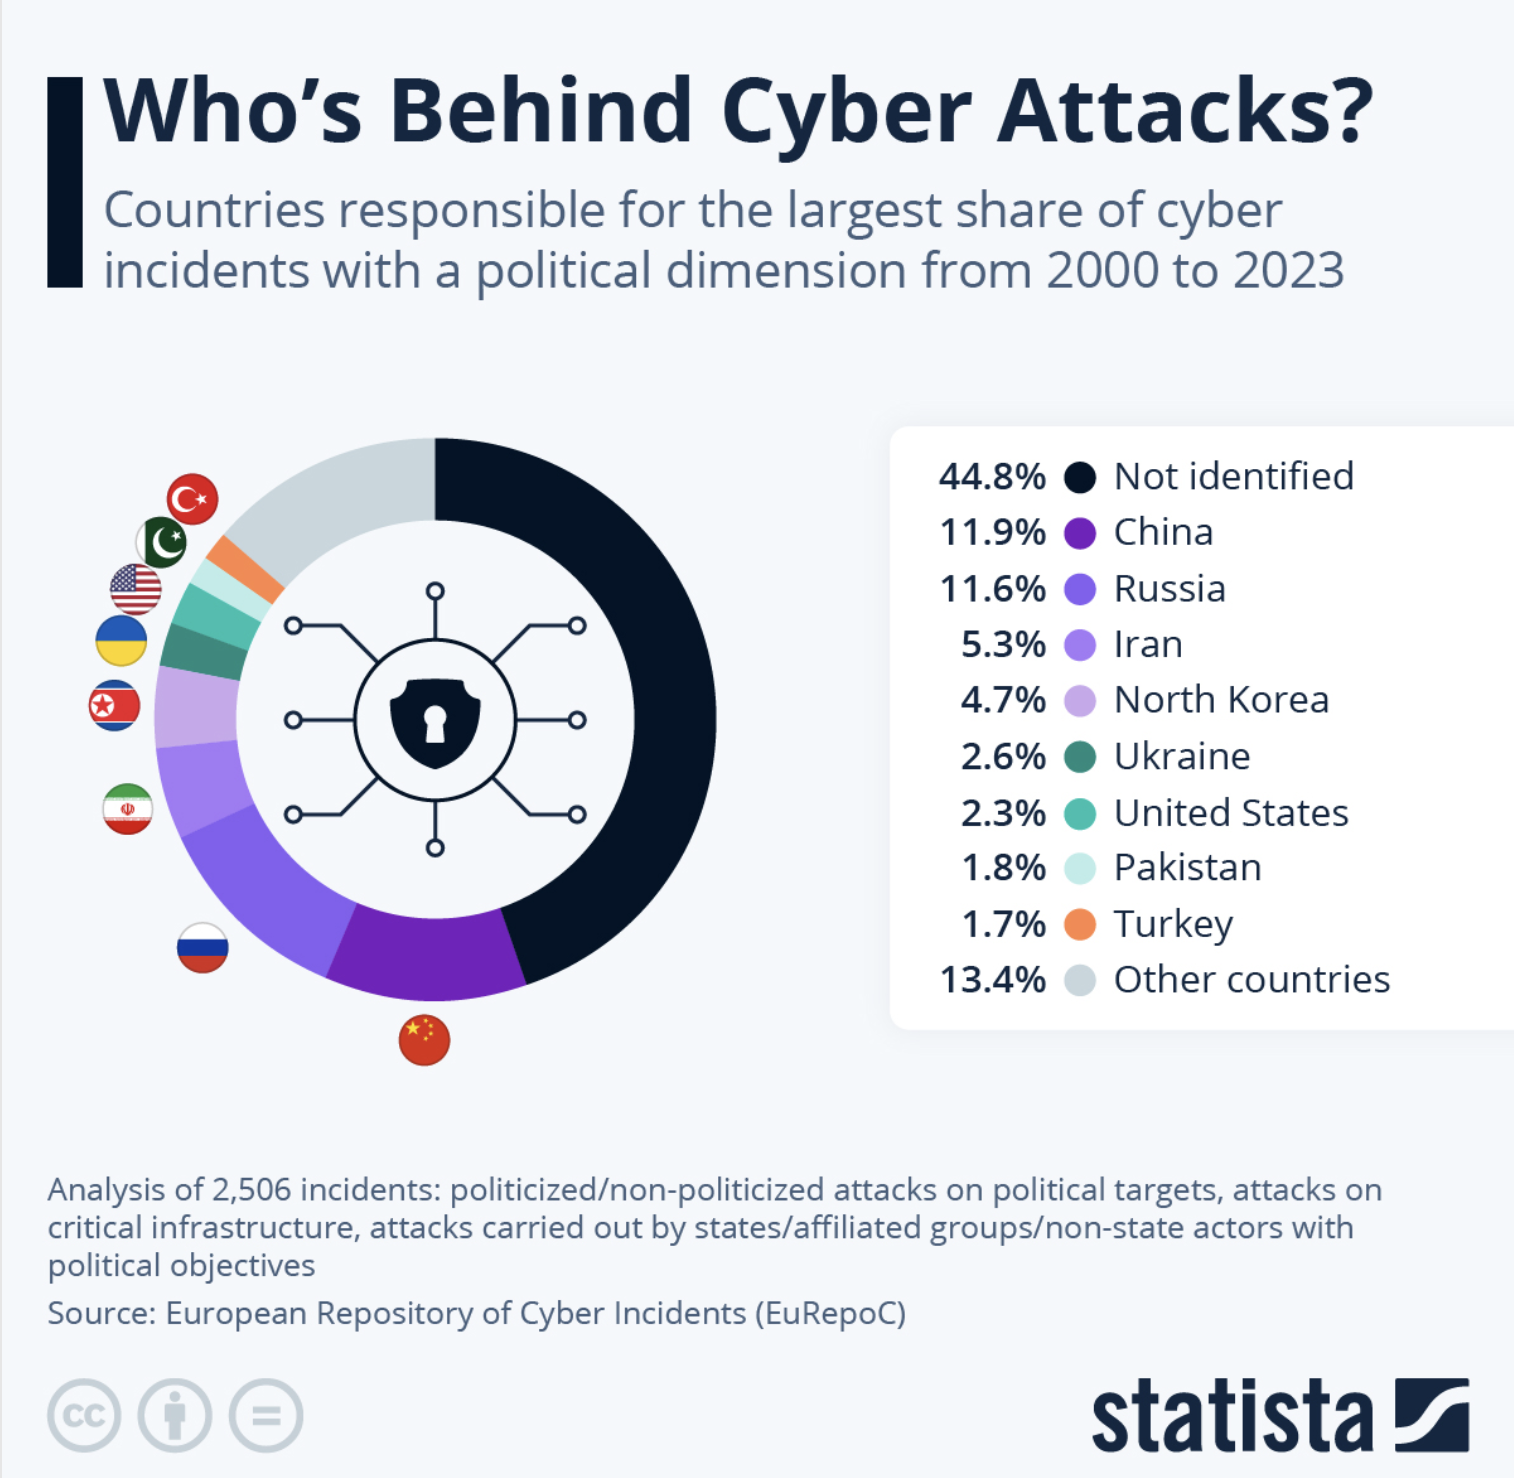 Who’s Behind Cyber Attacks?
Countries responsible for the largest share of cyber
incidents with a political dimension from 2000 to 2023
44.8% Not identified
11.9% China
11.6% Russia
5.3% Iran
4.7% North Korea
2.6% Ukraine
2.3% United States
1.8% Pakistan
1.7% Turkey
13.4% Other countries
Analysis of 2,506 incidents: politicized/non-politicized attacks on political targets, attacks on
critical infrastructure, attacks carried out by states/affiliated groups/non-state actors with
political objectives
Source: European Repository of Cyber Incidents (EuRepoC)
cc
statista